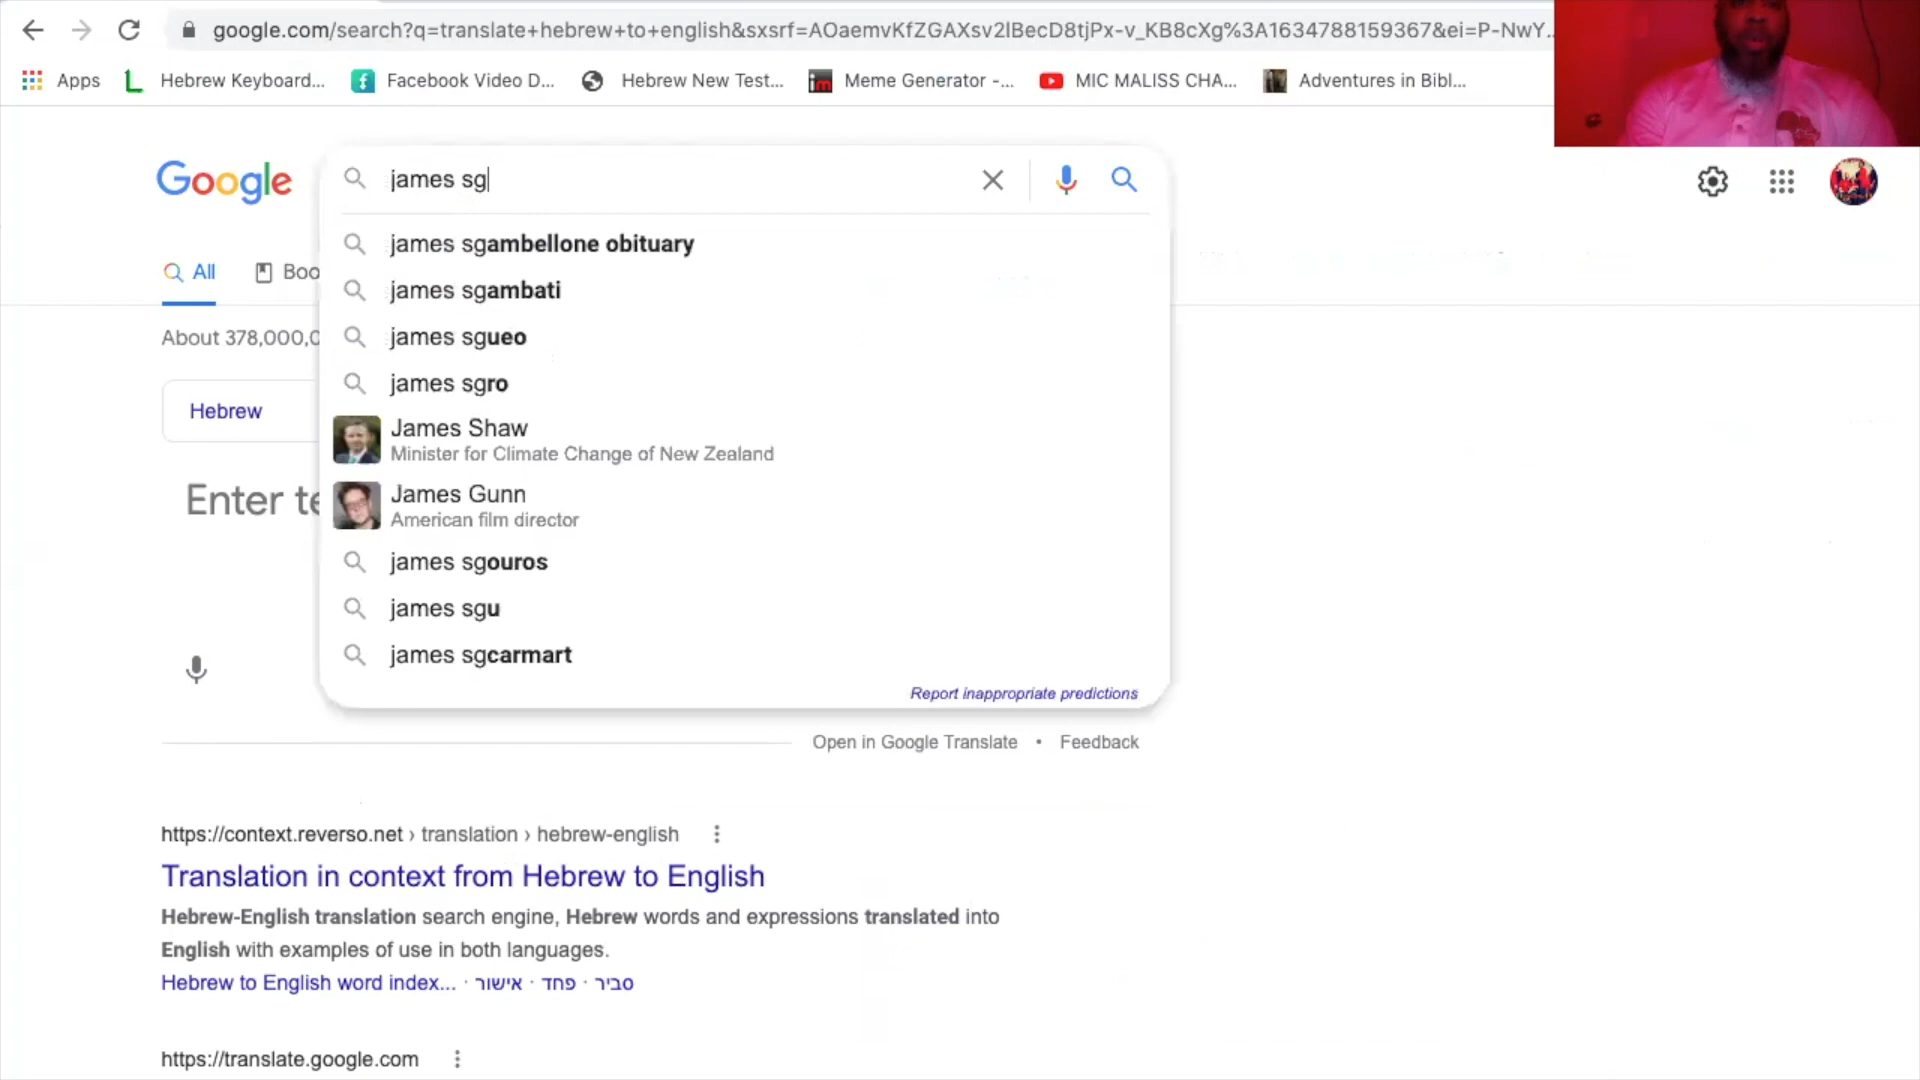 google.com/search?q=translate+hebrew+to+english&sxsrf=AOaemvKfZGAXsv2lBecD8tjPx-v_KB8cXg%3A1634788159367&ei=P-NwY...
Apps Hebrew Keyboard... Facebook Video D... Hebrew New Test... Meme Generator -... MIC MALISS CHA... Adventures in Bibl...
Google
james sg
james sgambellone obituary
All Boo
james sgambati
james sgueo
About 378,000,0
james sgro
Hebrew
James Shaw
Minister for Climate Change of New Zealand
James Gunn
Enter te
American film director
james sgouros
james sgu
james sgcarmart
Report inappropriate predictions
Open in Google Translate • Feedback
https://context.reverso.net › translation › hebrew-english
Translation in context from Hebrew to English
Hebrew-English translation search engine, Hebrew words and expressions translated into
English with examples of use in both languages.
Hebrew to English word index... · אישור · פחד · סביר
https://translate.google.com